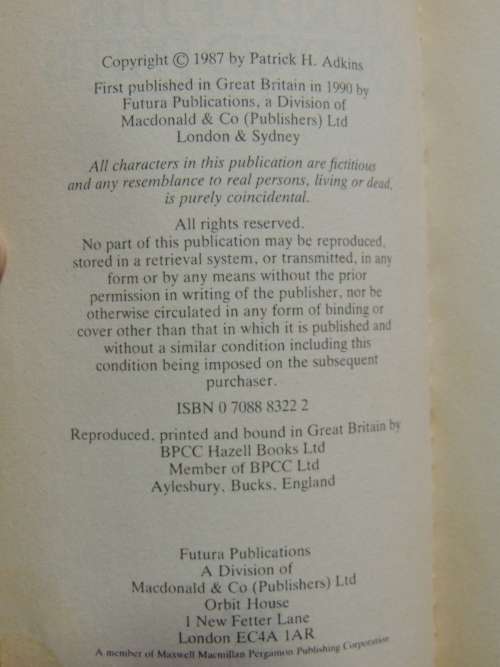 Copyright © 1987 by Patrick H. Adkins
First published in Great Britain in 1990 by
Futura Publications, a Division of
Macdonald & Co (Publishers) Ltd
London & Sydney
All characters in this publication are fictitious
and any resemblance to real persons, living or dead,
is purely coincidental.
All rights reserved.
No part of this publication may be reproduced,
stored in a retrieval system, or transmitted, in any
form or by any means without the prior
permission in writing of the publisher, nor be
otherwise circulated in any form of binding or
cover other than that in which it is published and
without a similar condition including this
condition being imposed on the subsequent
purchaser.
ISBN 0 7088 8322 2
Reproduced, printed and bound in Great Britain by
BPCC Hazell Books Ltd
Member of BPCC Ltd
Aylesbury, Bucks, England
Futura Publications
A Division of
Macdonald & Co (Publishers) Ltd
Orbit House
1 New Fetter Lane
London EC4A 1AR
A member of Maxwell Macmillan Pergamon Publishing Corporation